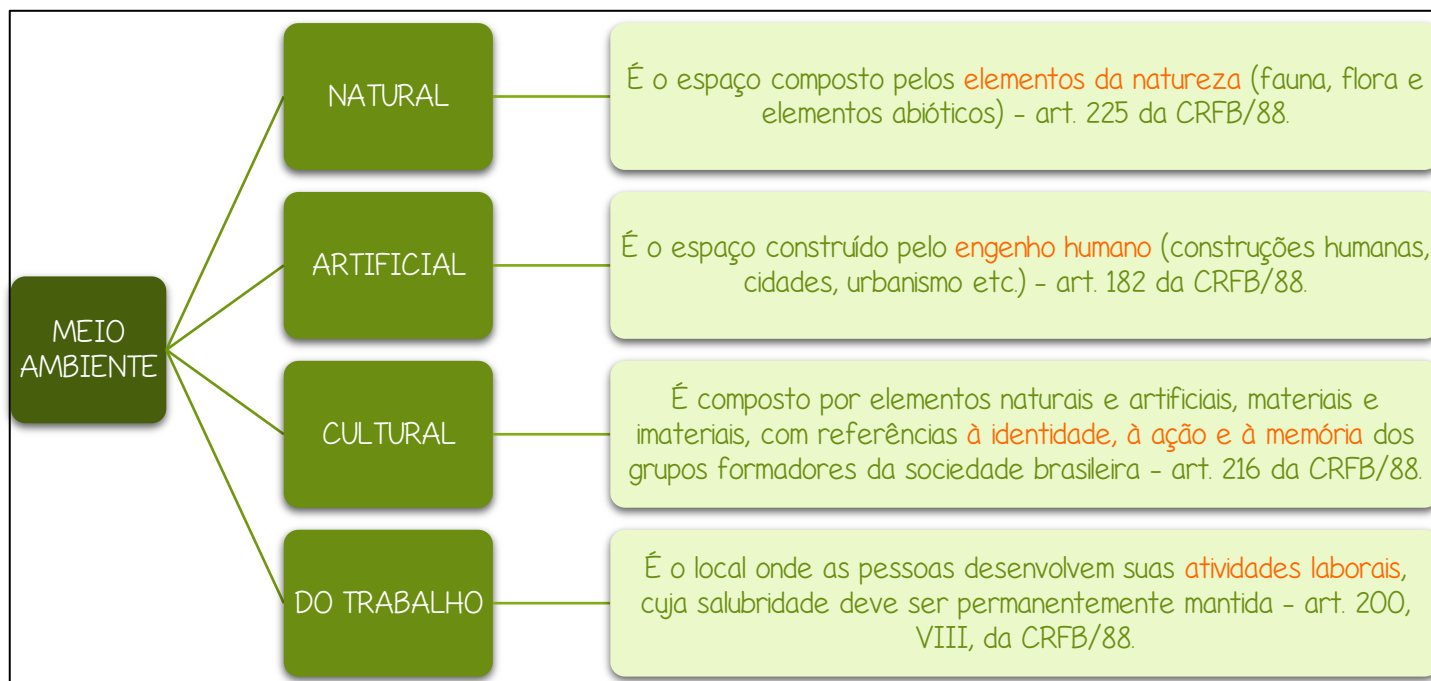 MEIO
AMBIENTE
NATURAL
É o espaço composto pelos elementos da natureza (fauna, flora e
elementos abióticos) - art. 225 da CRFB/88.
ARTIFICIAL
É o espaço construído pelo engenho humano (construções humanas,
cidades, urbanismo etc.) - art. 182 da CRFB/88.
CULTURAL
É composto por elementos naturais e artificiais, materiais e
imateriais, com referências à identidade, à ação e à memória dos
grupos formadores da sociedade brasileira - art. 216 da CRFB/88.
DO TRABALHO
É o local onde as pessoas desenvolvem suas atividades laborais,
cuja salubridade deve ser permanentemente mantida - art. 200,
VIII, da CRFB/88.